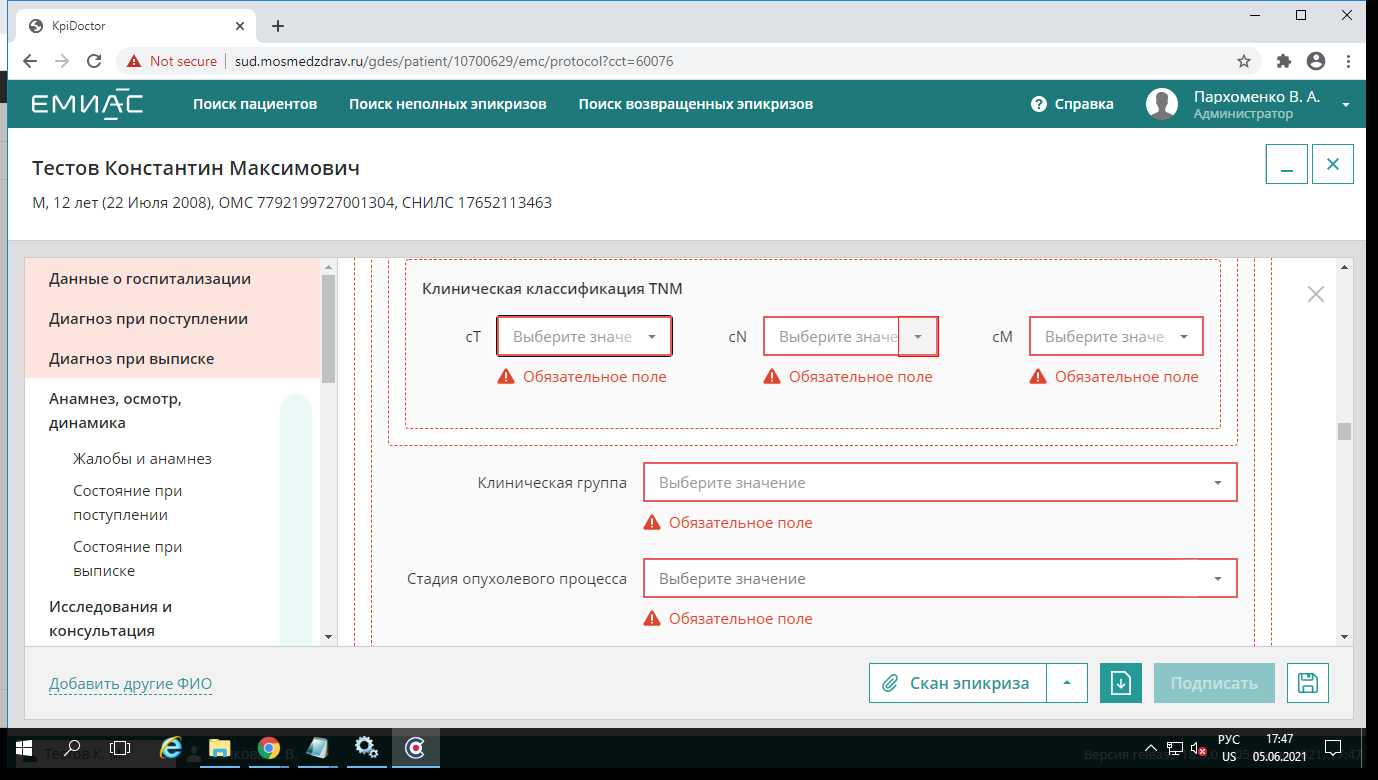 KpiDoctor
Not secure
sud.mosmedzdrav.ru/gdes/patient/10700629/emc/protocol?cct=60076
ЕМИАС
Поиск пациентов
Поиск неполных эпикризов
Поиск возвращенных эпикризов
? Справка
Пархоменко В. А.
Администратор
Тестов Константин Максимович
М, 12 лет (22 Июля 2008), ОМС 7792199727001304, СНИЛС 17652113463
Данные о госпитализации
Диагноз при поступлении
Диагноз при выписке
Анамнез, осмотр,
динамика
Жалобы и анамнез
Состояние при
поступлении
Состояние при
выписке
Исследования и
консультация
Клиническая классификация TNM
cT
Выберите значе
cN
Выберите значе
cM
Выберите значе
Обязательное поле
Обязательное поле
Обязательное поле
Клиническая группа
Выберите значение
Обязательное поле
Стадия опухолевого процесса
Выберите значение
Обязательное поле
Добавить другие ФИО
Скан эпикриза
Подписать
Тестов К.
Версия release
РУС
US
17:47
05.06.2021